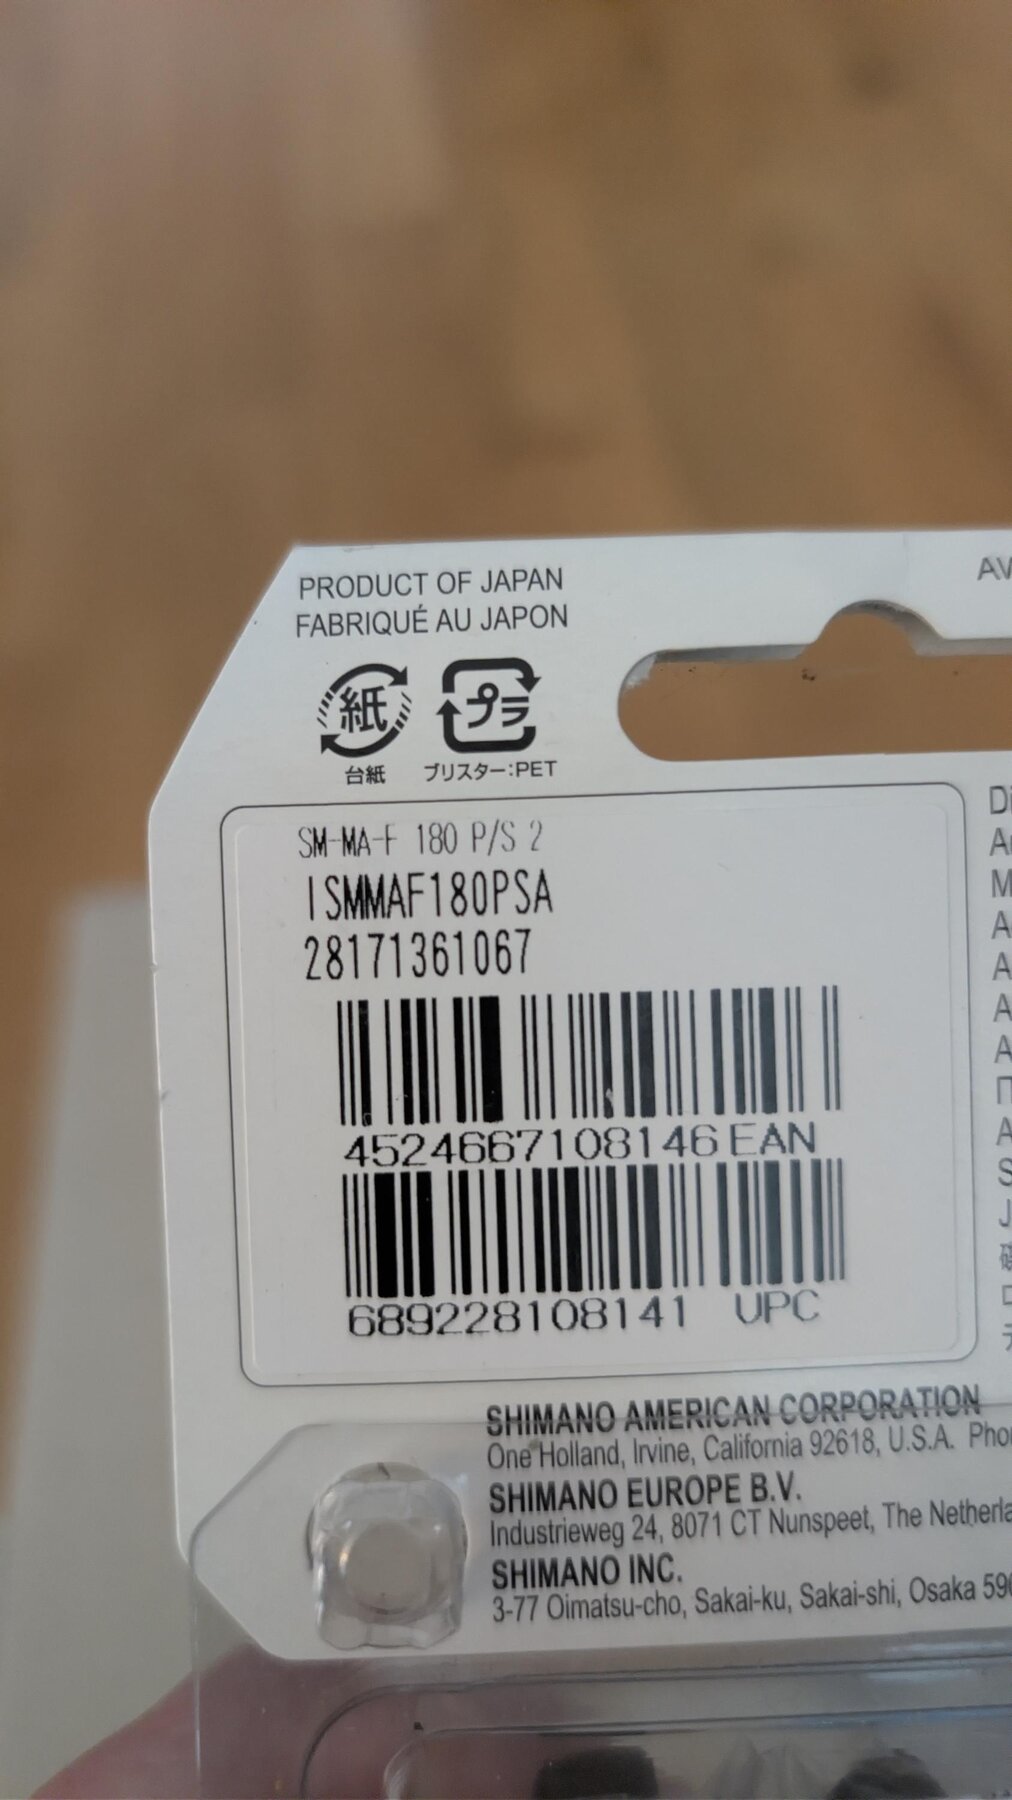 PRODUCT OF JAPAN
FABRIQUÉ AU JAPON
紙
プラ
台紙
ブリスター:PET
SM-MA-F 180 P/S 2
ISMMAF180PSA
28171361067
4524667108146 EAN
689228108141 UPC
SHIMANO AMERICAN CORPORATION
One Holland, Irvine, California 92618, U.S.A.
SHIMANO EUROPE B.V.
Industrieweg 24, 8071 CT Nunspeet, The
SHIMANO INC.
3-77 Oimatsu-cho, Sakai-ku, Sakai-shi, Osaka